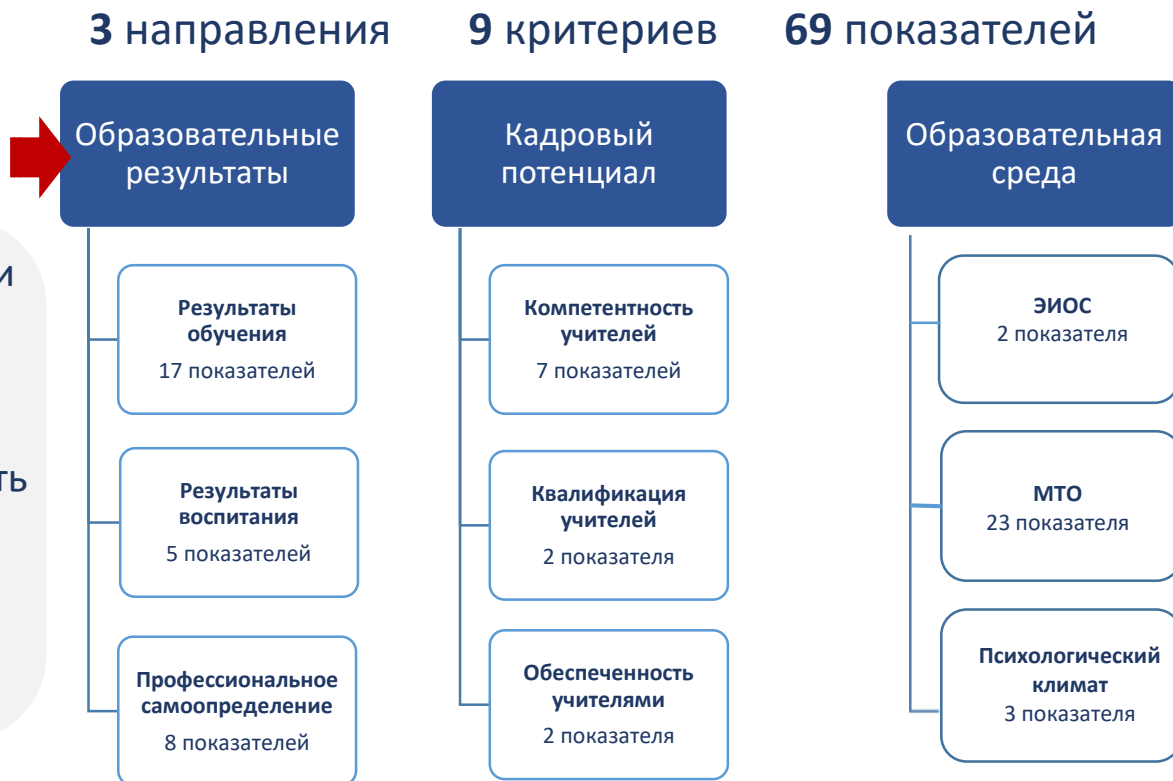 3 направления 9 критериев 69 показателей
Образовательные
результаты
Результаты
обучения
17 показателей
Результаты
воспитания
5 показателей
Профессиональное
самоопределение
8 показателей
Кадровый
потенциал
Компетентность
учителей
7 показателей
Квалификация
учителей
2 показателя
Обеспеченность
учителями
2 показателя
Образовательная
среда
ЭИОС
2 показателя
МТО
23 показателя
Психологический
климат
3 показателя